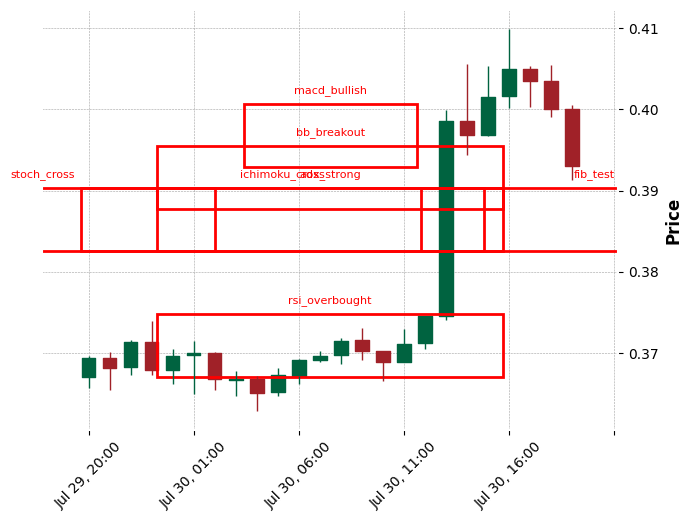 0.41
macd_bullish
0.40
bb_breakout
stoch_cross
ichimoku_cross
adx_strong
fib_test
0.39
Price
0.38
rsi_overbought
0.37
Jul 29, 20:00
Jul 30, 01:00
Jul 30, 06:00
Jul 30, 11:00
Jul 30, 16:00